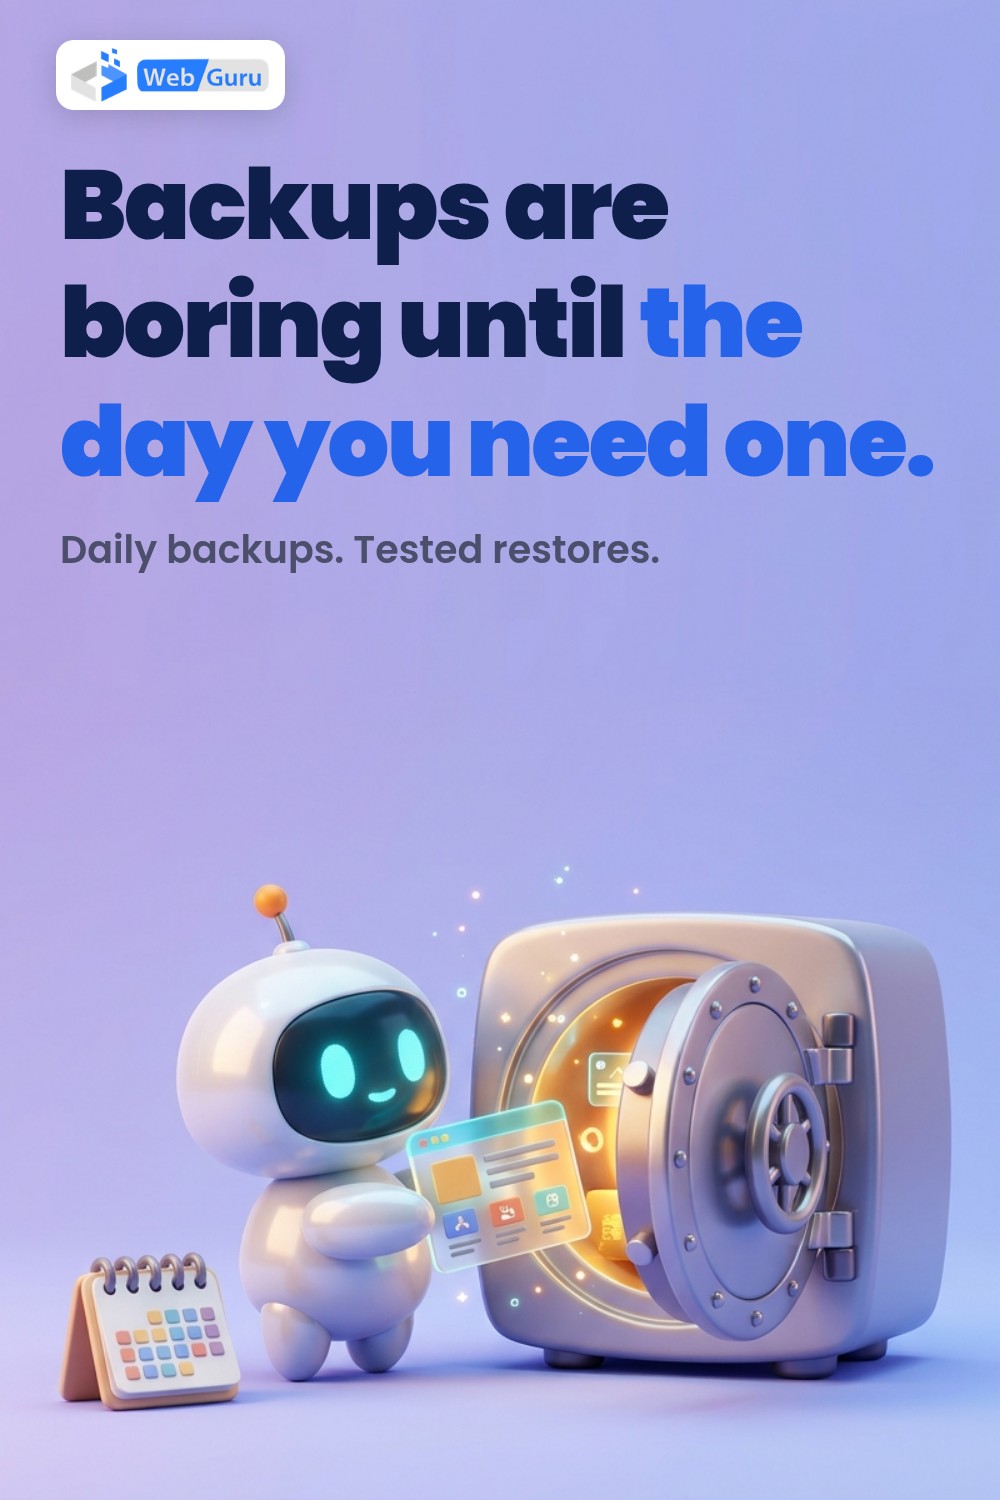 Web Guru
Backups are
boring until the
day you need one.
Daily backups. Tested restores.